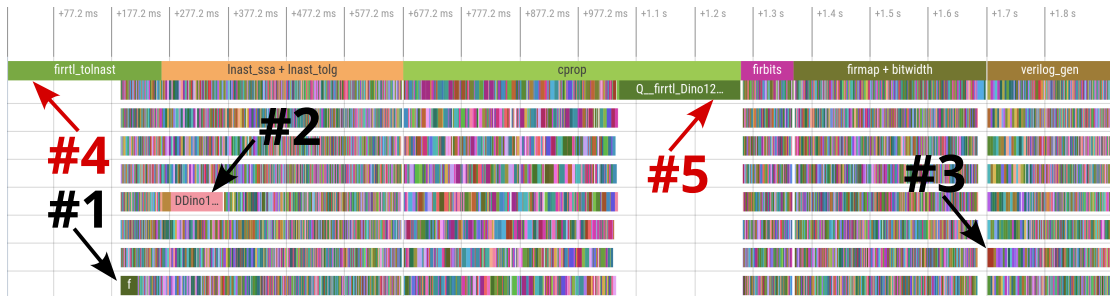 +77.2 ms +177.2 ms +277.2 ms +377.2 ms +477.2 ms +577.2 ms +677.2 ms +777.2 ms +877.2 ms +977.2 ms +1.1 s +1.2 s +1.3 s +1.4 s +1.5 s +1.6 s +1.7 s +1.8 s
firrtl_tolnast lnast_ssa + lnast_tolg cprop firbits firmap + bitwidth verilog_gen
Q__firrtl_Dino12...
#2
#4
#5
#3
DDino1...
#1
f